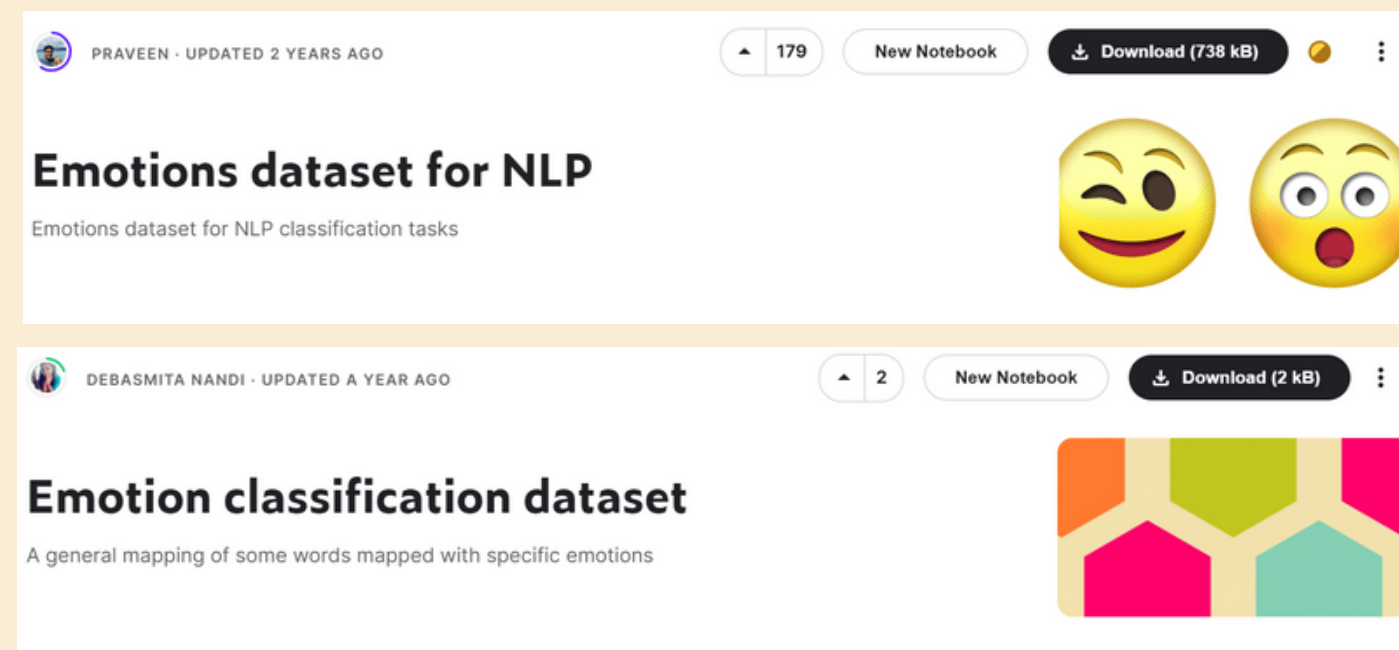 PRAVEEN · UPDATED 2 YEARS AGO
179
New Notebook
Download (738 kB)
Emotions dataset for NLP
Emotions dataset for NLP classification tasks
DEBASMITA NANDI · UPDATED A YEAR AGO
2
New Notebook
Download (2 kB)
Emotion classification dataset
A general mapping of some words mapped with specific emotions